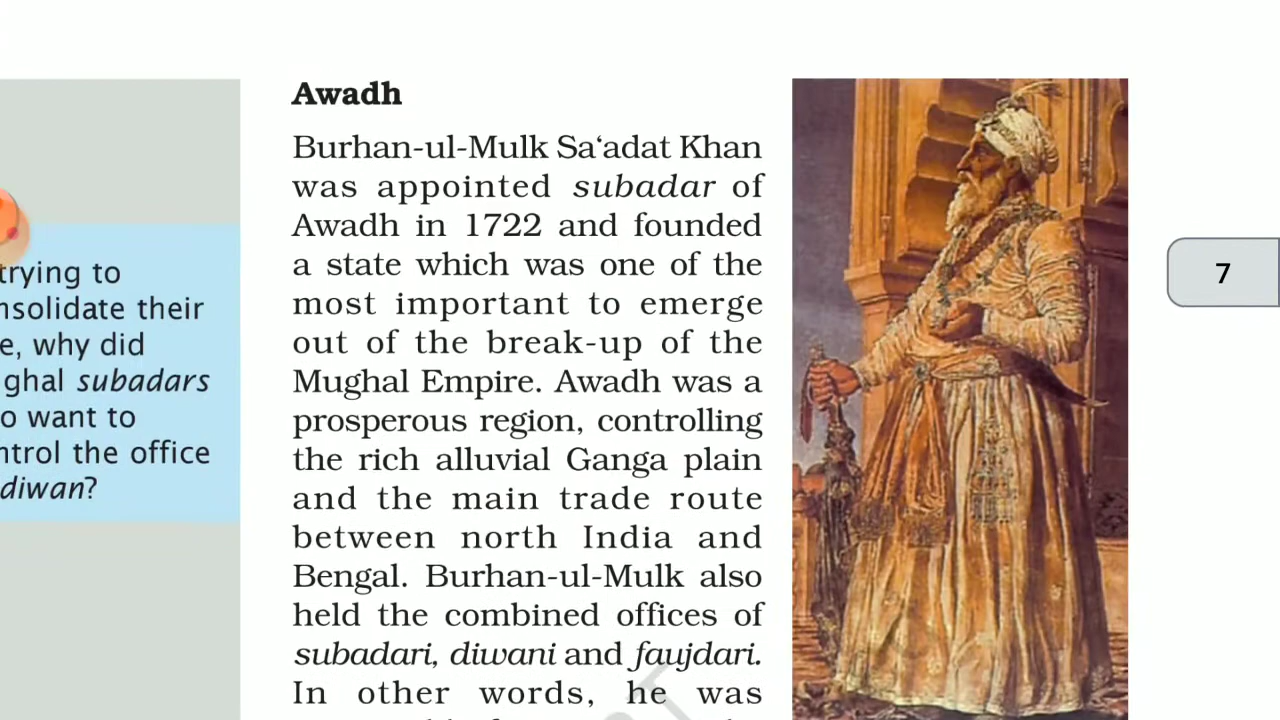 trying to
nsolidate their
e, why did
ghal subadars
o want to
ntrol the office
diwan?
Awadh
Burhan-ul-Mulk Sa‘adat Khan
was appointed subadar of
Awadh in 1722 and founded
a state which was one of the
most important to emerge
out of the break-up of the
Mughal Empire. Awadh was a
prosperous region, controlling
the rich alluvial Ganga plain
and the main trade route
between north India and
Bengal. Burhan-ul-Mulk also
held the combined offices of
subadari, diwani and faujdari.
In other words, he was
7